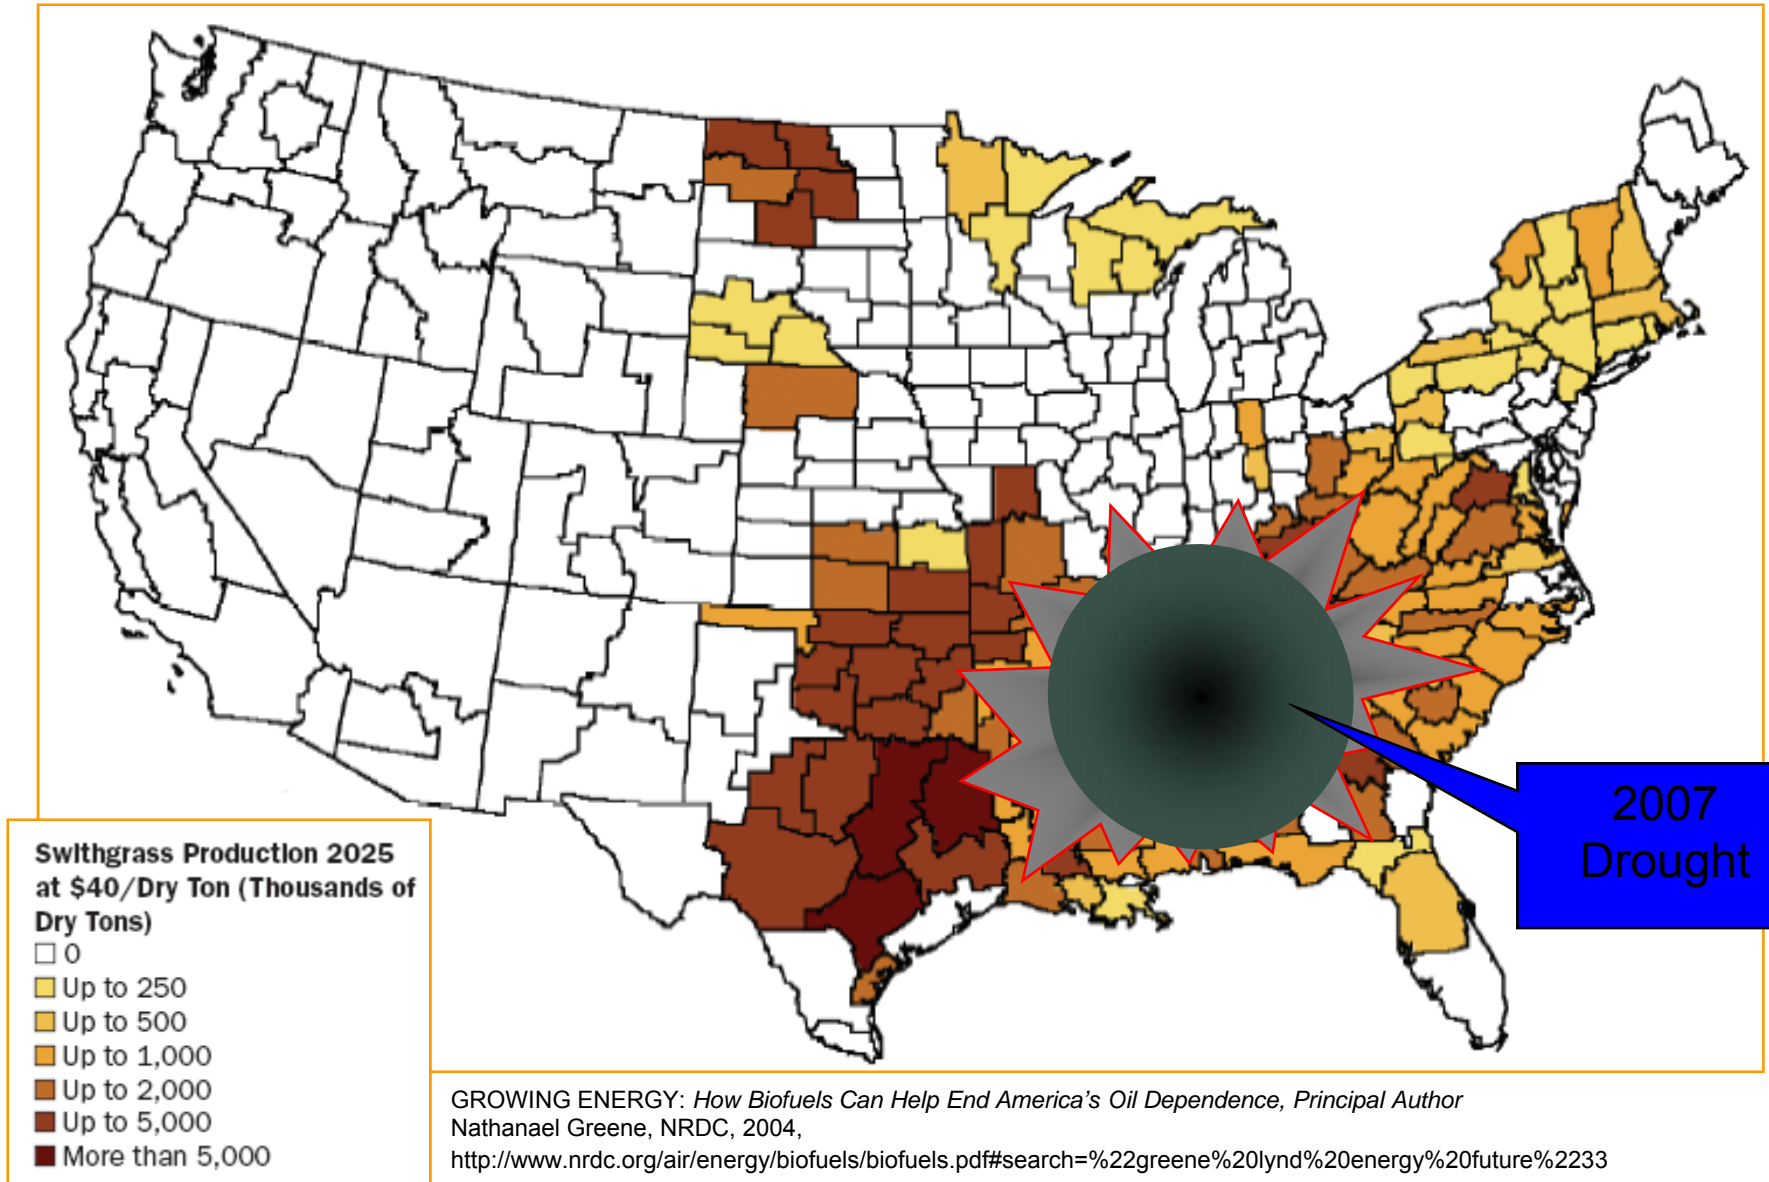 2007
Drought
Swithgrass Production 2025
at $40/Dry Ton (Thousands of
Dry Tons)
0
Up to 250
Up to 500
Up to 1,000
Up to 2,000
Up to 5,000
More than 5,000
GROWING ENERGY: How Biofuels Can Help End America's Oil Dependence, Principal Author
Nathanael Greene, NRDC, 2004,
http://www.nrdc.org/air/energy/biofuels/biofuels.pdf#search=%22greene%20lynd%20energy%20future%2233